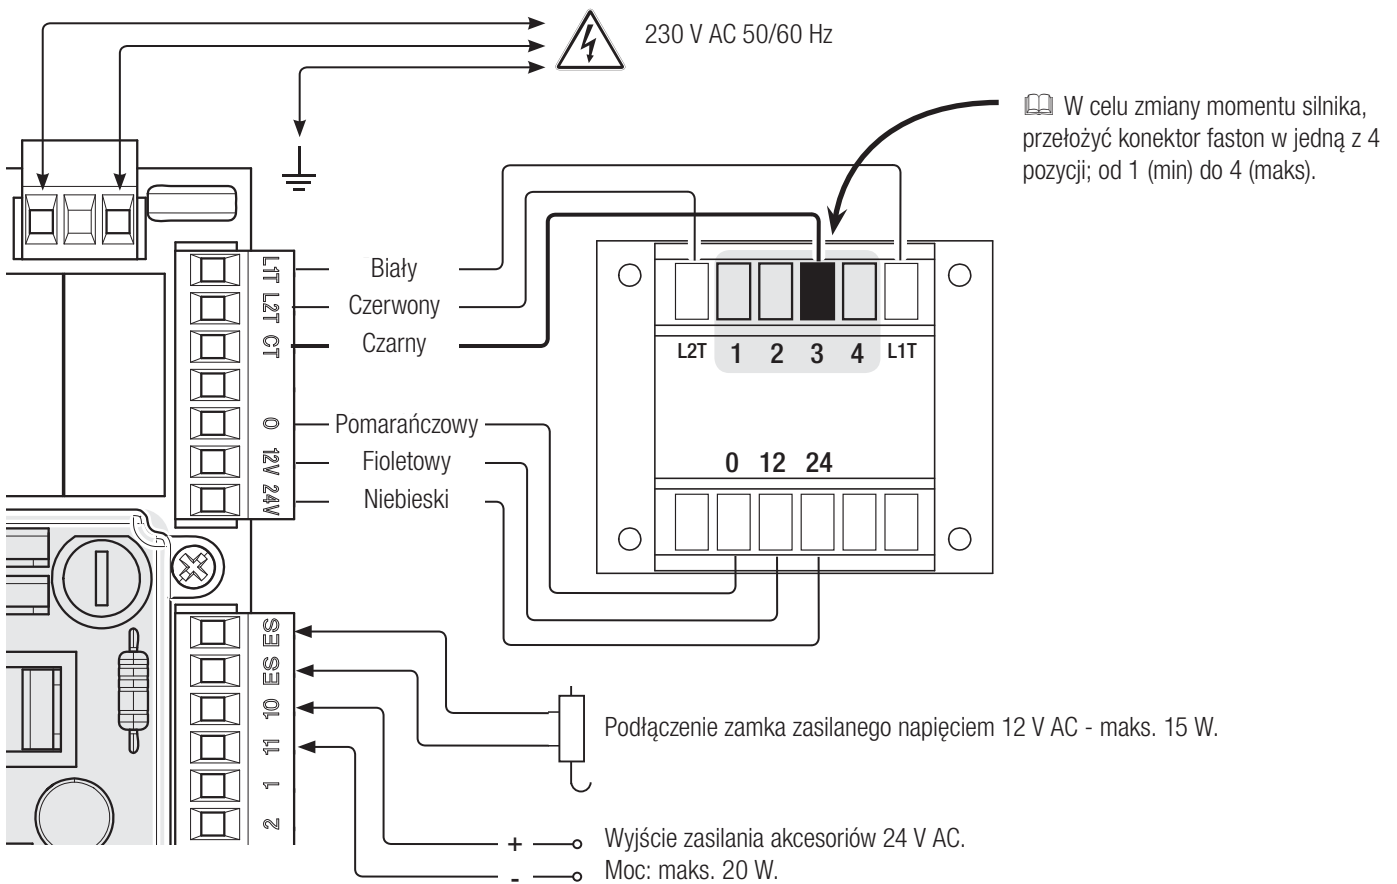 230 V AC 50/60 Hz
W celu zmiany momentu silnika,
przełożyć konektor faston w jedną z 4
pozycji; od 1 (min) do 4 (maks).
L1T
L2T
CT
0
12V
24V
Biały
Czerwony
Czarny
Pomarańczowy
Fioletowy
Niebieski
L2T 1 2 3 4 L1T
0 12 24
ES
ES
10
11
1
2
Podłączenie zamka zasilanego napięciem 12 V AC - maks. 15 W.
+
-
Wyjście zasilania akcesoriów 24 V AC.
Moc: maks. 20 W.